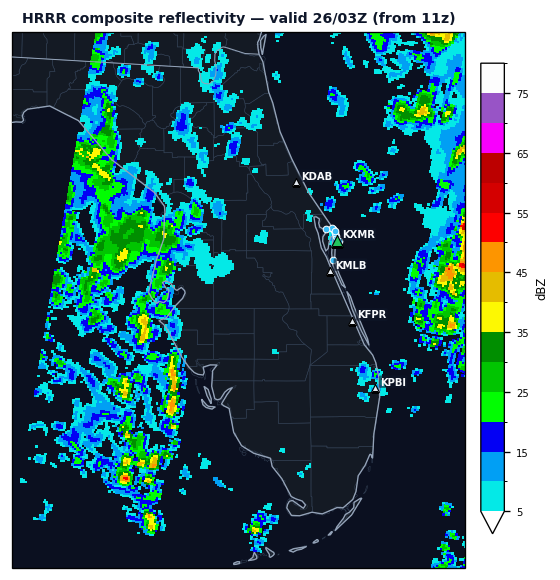 HRRR composite reflectivity — valid 26/03Z (from 11z)
KDAB
KXMR
KMLB
KFPR
KPBI
75
65
55
45
35
25
15
5
dBZ